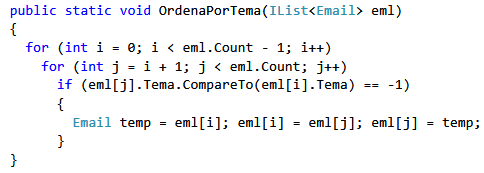 public static void OrdenaPorTema(IList<Email> eml)
{
  for (int i = 0; i < eml.Count - 1; i++)
    for (int j = i + 1; j < eml.Count; j++)
      if (eml[j].Tema.CompareTo(eml[i].Tema) == -1)
      {
        Email temp = eml[i]; eml[i] = eml[j]; eml[j] = temp;
      }
}